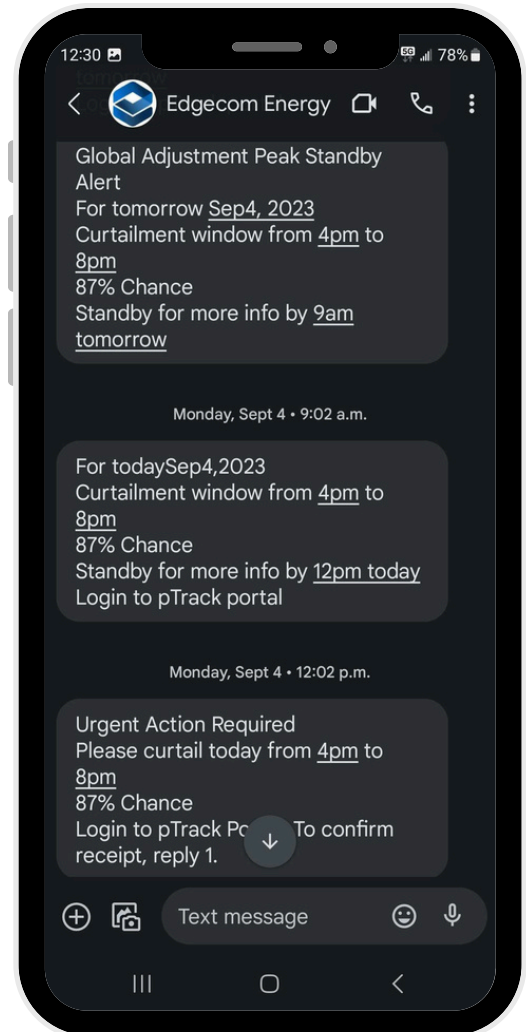 12:30
5G
78%
tomorrow
Edgecom Energy
Global Adjustment Peak Standby
Alert
For tomorrow Sep4, 2023
Curtailment window from 4pm to
8pm
87% Chance
Standby for more info by 9am
tomorrow
Monday, Sept 4 • 9:02 a.m.
For todaySep4,2023
Curtailment window from 4pm to
8pm
87% Chance
Standby for more info by 12pm today
Login to pTrack portal
Monday, Sept 4 • 12:02 p.m.
Urgent Action Required
Please curtail today from 4pm to
8pm
87% Chance
Login to pTrack To confirm
receipt, reply 1.
Text message